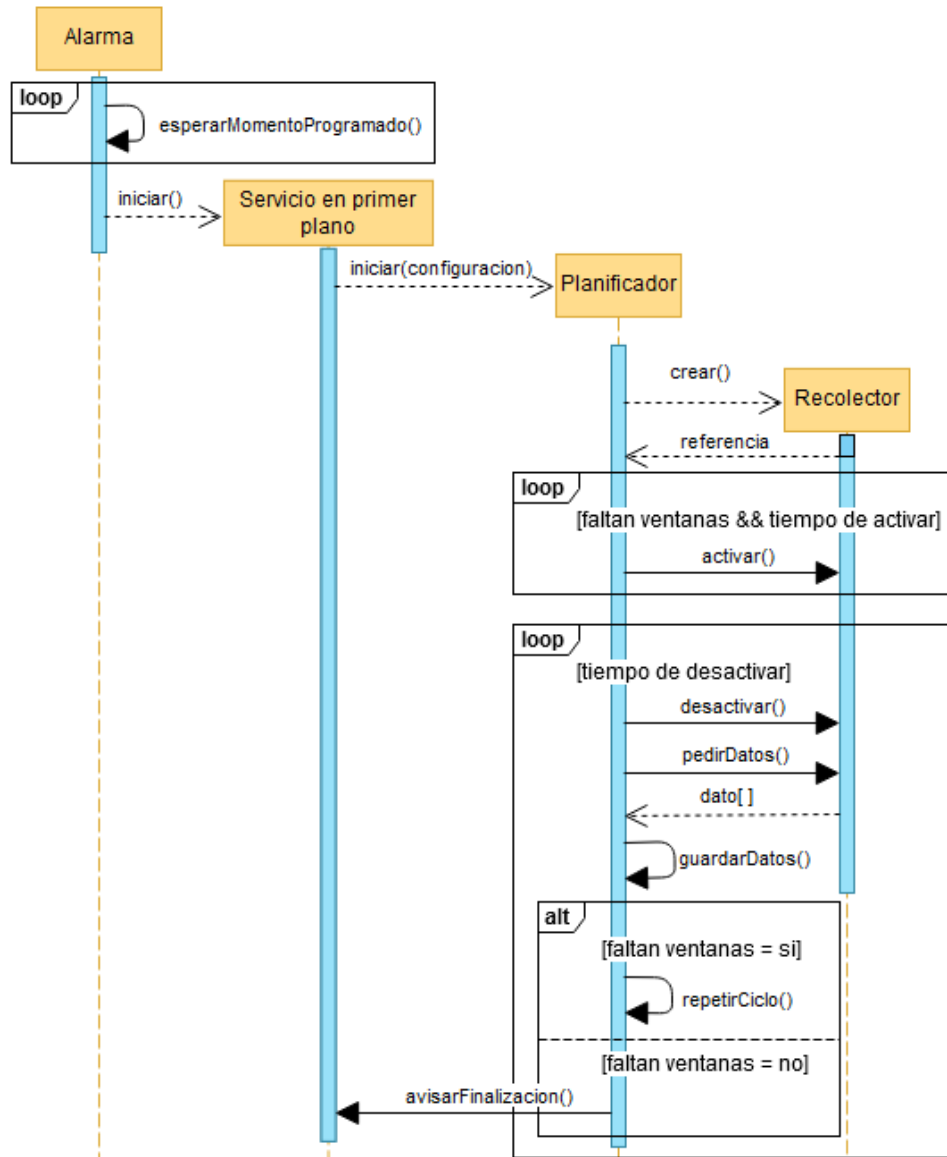 Alarma
loop
esperarMomentoProgramado()
iniciar()
Servicio en primer
plano
iniciar(configuracion)
Planificador
crear()
Recolector
referencia
loop
[faltan ventanas && tiempo de activar]
activar()
loop
[tiempo de desactivar]
desactivar()
pedirDatos()
dato[ ]
guardarDatos()
alt
[faltan ventanas = si]
repetirCiclo()
[faltan ventanas = no]
avisarFinalizacion()